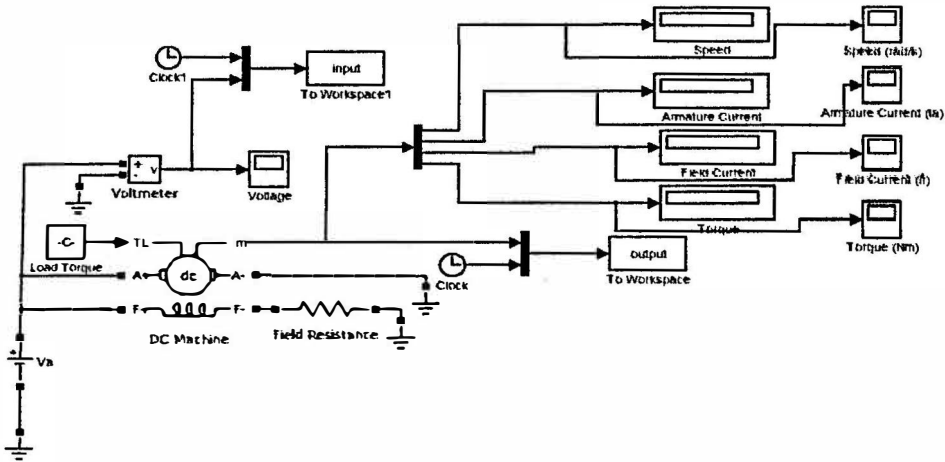 Speed
Speed (rad/s)
Clock1
input
To Workspace1
Armature Current
Armature Current (Ia)
+
-
v
Voltmeter
Voltage
Field Current
Field Current (If)
-C-
Load Torque
TL
m
Torque
Torque (Nm)
Clock
output
To Workspace
A+
dc
A-
F+
F-
DC Machine
Field Resistance
+
Va